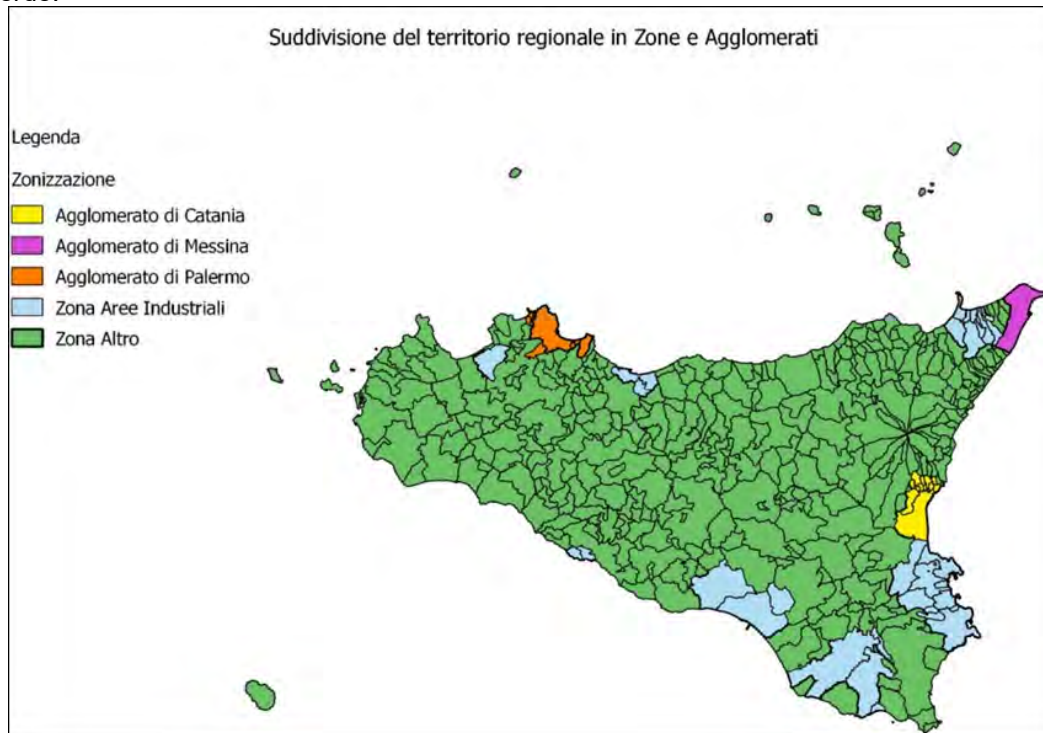 Suddivisione del territorio regionale in Zone e Agglomerati
Legenda
Zonizzazione
Agglomerato di Catania
Agglomerato di Messina
Agglomerato di Palermo
Zona Aree Industriali
Zona Altro